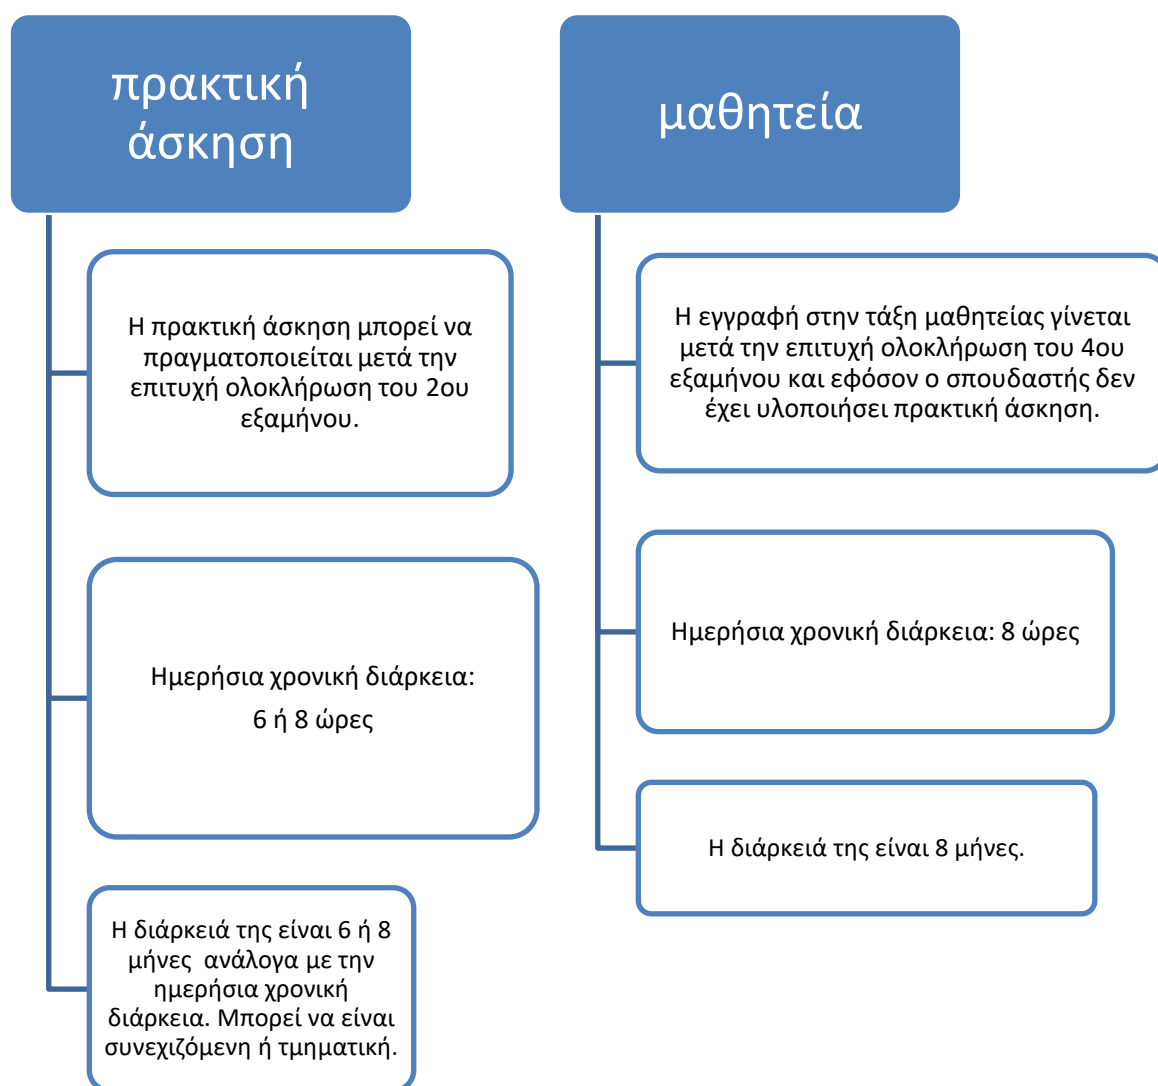 πρακτική
άσκηση
Η πρακτική άσκηση μπορεί να
πραγματοποιείται μετά την
επιτυχή ολοκλήρωση του 2ου
εξαμήνου.
Ημερήσια χρονική διάρκεια:
6 ή 8 ώρες
Η διάρκειά της είναι 6 ή 8
μήνες ανάλογα με την
ημερήσια χρονική
διάρκεια. Μπορεί να είναι
συνεχιζόμενη ή τμηματική.
μαθητεία
Η εγγραφή στην τάξη μαθητείας γίνεται
μετά την επιτυχή ολοκλήρωση του 4ου
εξαμήνου και εφόσον ο σπουδαστής δεν
έχει υλοποιήσει πρακτική άσκηση.
Ημερήσια χρονική διάρκεια: 8 ώρες
Η διάρκειά της είναι 8 μήνες.